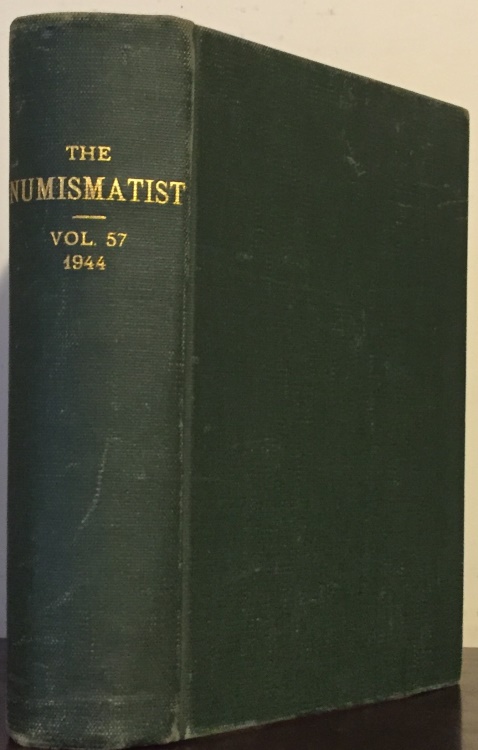 THE
NUMISMATIST
VOL. 57
1944